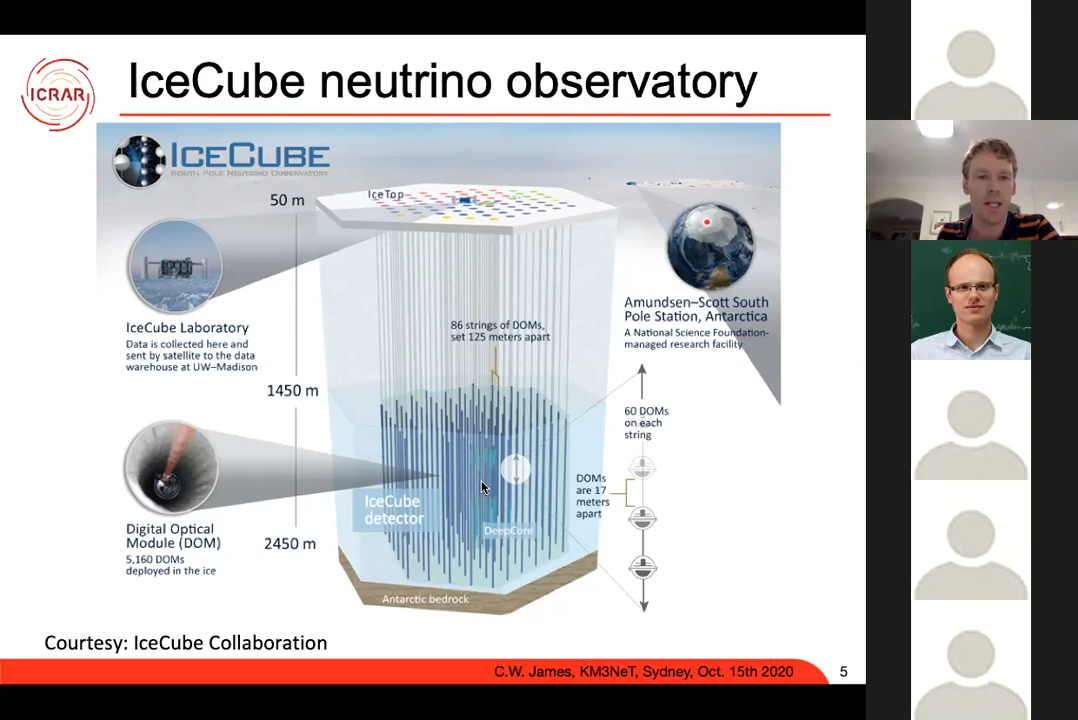 IceCube neutrino observatory
ICRAR
ICECUBE
SOUTH POLE NEUTRINO OBSERVATORY
IceTop
50 m
IceCube Laboratory
Data is collected here and
sent by satellite to the data
warehouse at UW–Madison
86 strings of DOMs,
set 125 meters apart
Amundsen–Scott South
Pole Station, Antarctica
A National Science Foundation-
managed research facility
1450 m
60 DOMs
on each
string
DOMs
are 17
meters
apart
IceCube
detector
DeepCore
Digital Optical
Module (DOM)
5,160 DOMs
deployed in the ice
2450 m
Antarctic bedrock
Courtesy: IceCube Collaboration
C.W. James, KM3NeT, Sydney, Oct. 15th 2020
5